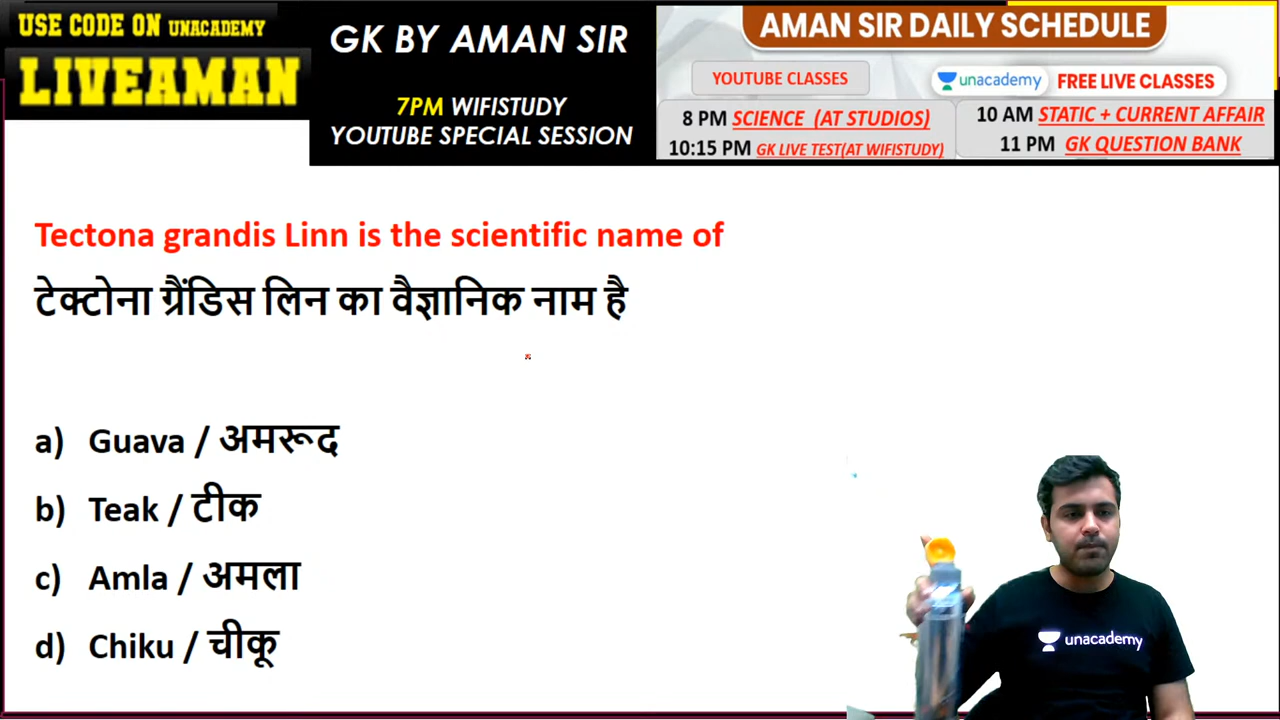 USE CODE ON UNACADEMY
LIVEAMAN
GK BY AMAN SIR
7PM WIFISTUDY
YOUTUBE SPECIAL SESSION
AMAN SIR DAILY SCHEDULE
YOUTUBE CLASSES
unacademy FREE LIVE CLASSES
8 PM SCIENCE (AT STUDIOS)
10:15 PM GK LIVE TEST(AT WIFISTUDY)
10 AM STATIC + CURRENT AFFAIR
11 PM GK QUESTION BANK
Tectona grandis Linn is the scientific name of
टेक्टोना ग्रैंडिस लिन का वैज्ञानिक नाम है
a) Guava / अमरूद
b) Teak / टीक
c) Amla / अमला
d) Chiku / चीकू
unacademy